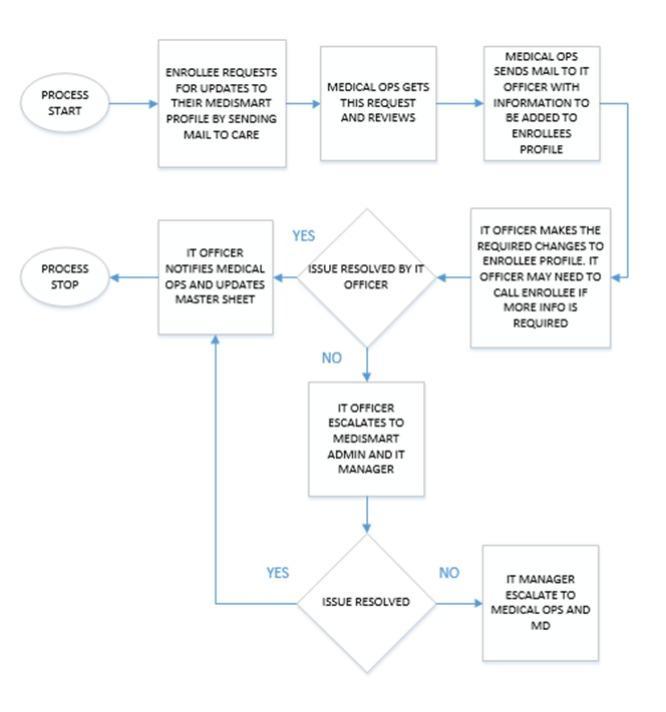 PROCESS
START
ENROLLEE REQUESTS
FOR UPDATES TO
THEIR MEDISMART
PROFILE BY SENDING
MAIL TO CARE
MEDICAL OPS GETS
THIS REQUEST
AND REVIEWS
MEDICAL OPS
SENDS MAIL TO IT
OFFICER WITH
INFORMATION TO
BE ADDED TO
ENROLLEES
PROFILE
IT OFFICER MAKES THE
REQUIRED CHANGES TO
ENROLLEE PROFILE. IT
OFFICER MAY NEED TO
CALL ENROLLEE IF
MORE INFO IS
REQUIRED
ISSUE RESOLVED BY IT
OFFICER
YES
IT OFFICER
NOTIFIES MEDICAL
OPS AND UPDATES
MASTER SHEET
PROCESS
STOP
NO
IT OFFICER
ESCALATES TO
MEDISMART
ADMIN AND IT
MANAGER
ISSUE RESOLVED
YES
NO
IT MANAGER
ESCALATE TO
MEDICAL OPS AND
MD